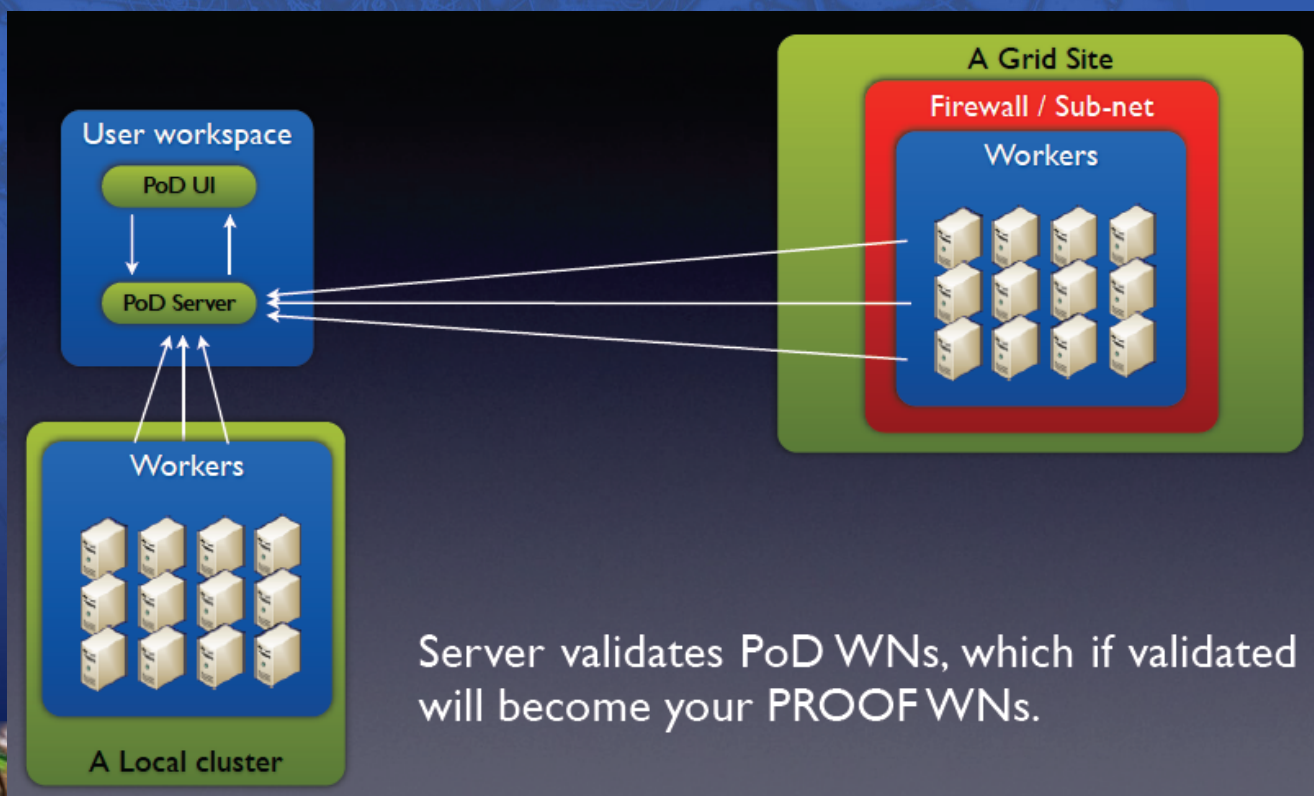 A Grid Site
Firewall / Sub-net
Workers
User workspace
PoD UI
PoD Server
Workers
A Local cluster
Server validates PoD WNs, which if validated
will become your PROOF WNs.